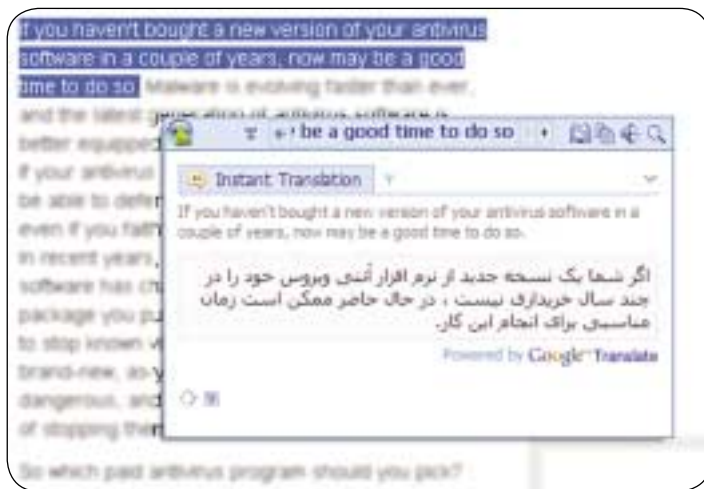 If you haven't bought a new version of your antivirus
software in a couple of years, now may be a good
time to do so. Malware is evolving faster than ever,
and the latest generation of antivirus software is
better equipped
If your antivirus
be able to
even if you
in recent years,
software has
package you
to stop known
brand-new,
dangerous, and
of stopping
So which paid antivirus program should you pick?
be a good time to do so
Instant Translation
If you haven't bought a new version of your antivirus software in a
couple of years, now may be a good time to do so.
اگر شما یک نسخه جدید از نرم افزار آنتی ویروس خود را در
چند سال خریداری نیست ، در حال حاضر ممکن است زمان
مناسبی برای انجام این کار.
Powered by Google Translate